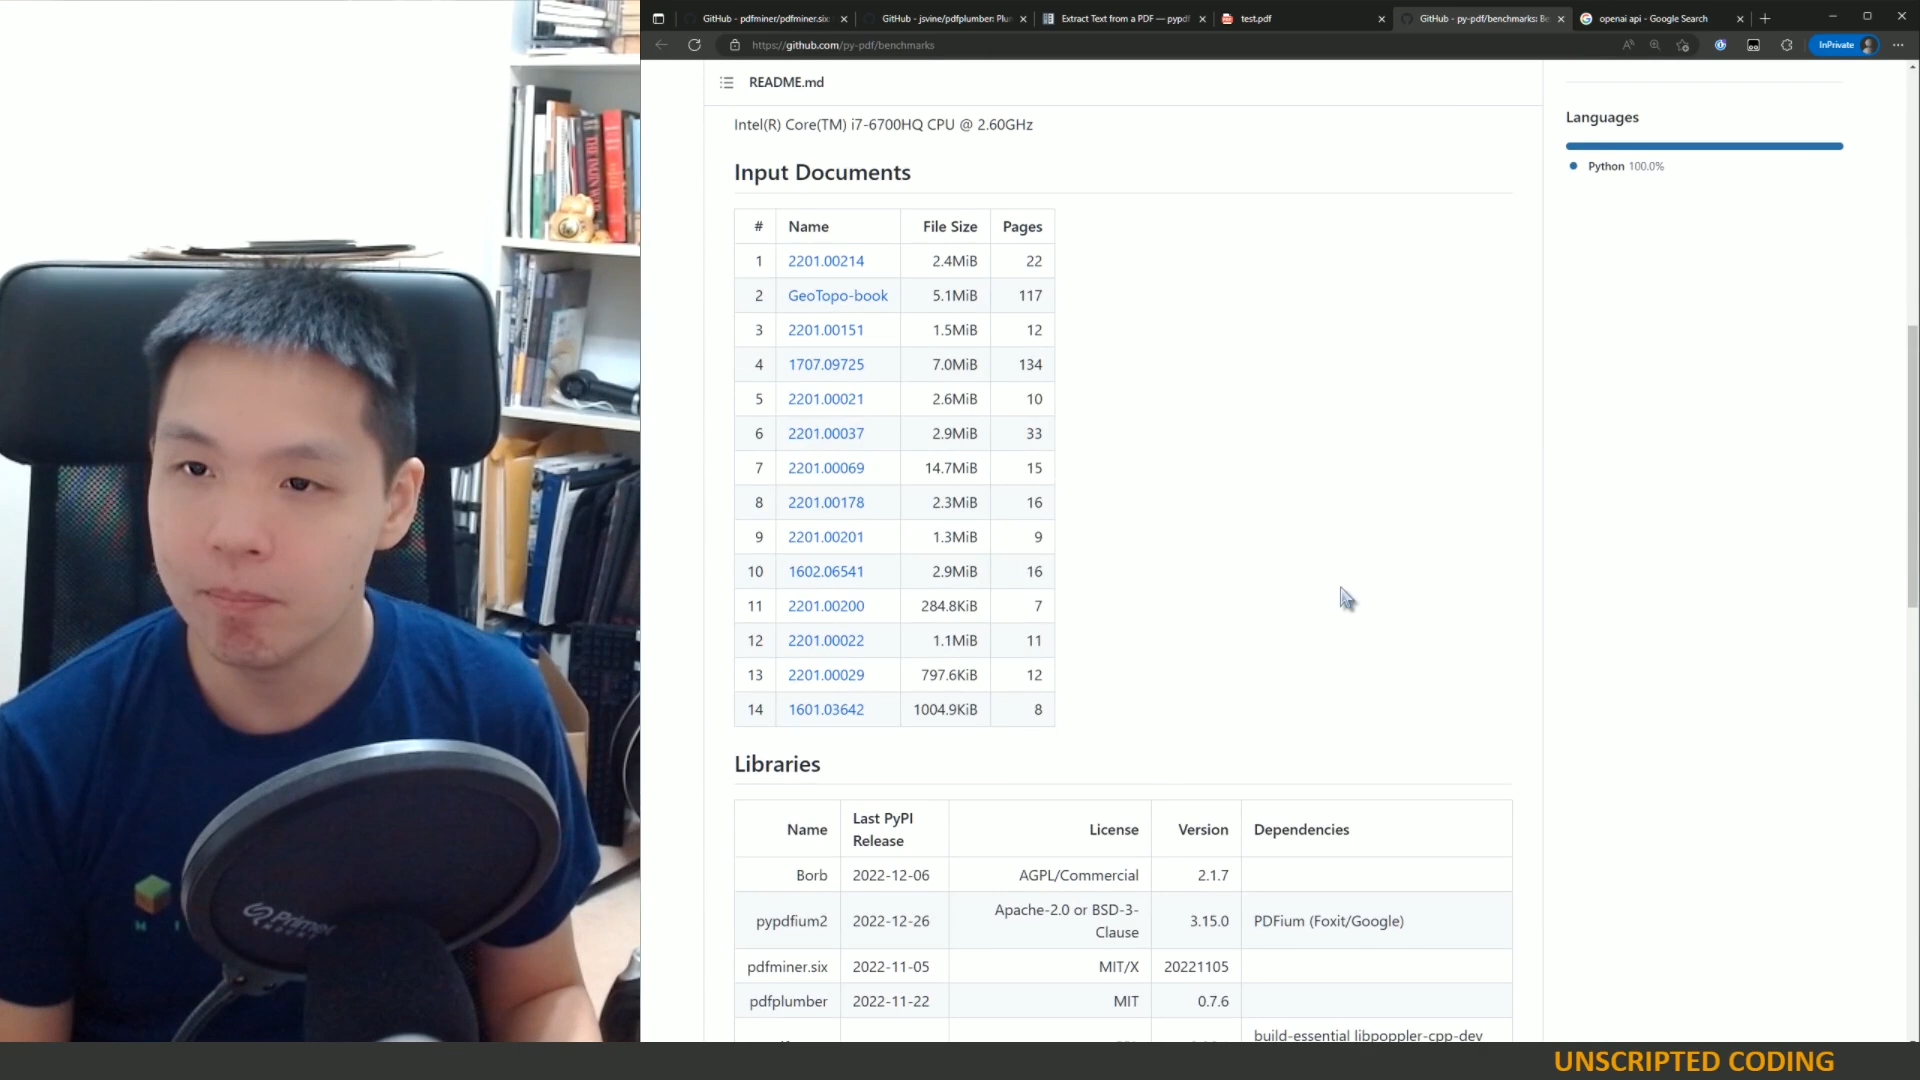 GitHub - pdfminer/pdfminer.six:
GitHub - jsvine/pdfplumber: Plu
Extract Text from a PDF — pypdf
test.pdf
GitHub - py-pdf/benchmarks: Be
openai api - Google Search
https://github.com/py-pdf/benchmarks
InPrivate
README.md
Intel(R) Core(TM) i7-6700HQ CPU @ 2.60GHz
Languages
Python 100.0%
Input Documents
# Name File Size Pages
1 2201.00214 2.4MiB 22
2 GeoTopo-book 5.1MiB 117
3 2201.00151 1.5MiB 12
4 1707.09725 7.0MiB 134
5 2201.00021 2.6MiB 10
6 2201.00037 2.9MiB 33
7 2201.00069 14.7MiB 15
8 2201.00178 2.3MiB 16
9 2201.00201 1.3MiB 9
10 1602.06541 2.9MiB 16
11 2201.00200 284.8KiB 7
12 2201.00022 1.1MiB 11
13 2201.00029 797.6KiB 12
14 1601.03642 1004.9KiB 8
Libraries
Name Last PyPI Release License Version Dependencies
Borb 2022-12-06 AGPL/Commercial 2.1.7
pypdfium2 2022-12-26 Apache-2.0 or BSD-3-Clause 3.15.0 PDFium (Foxit/Google)
pdfminer.six 2022-11-05 MIT/X 20221105
pdfplumber 2022-11-22 MIT 0.7.6
build-essential libpoppler-cpp-dev
UNSCRIPTED CODING